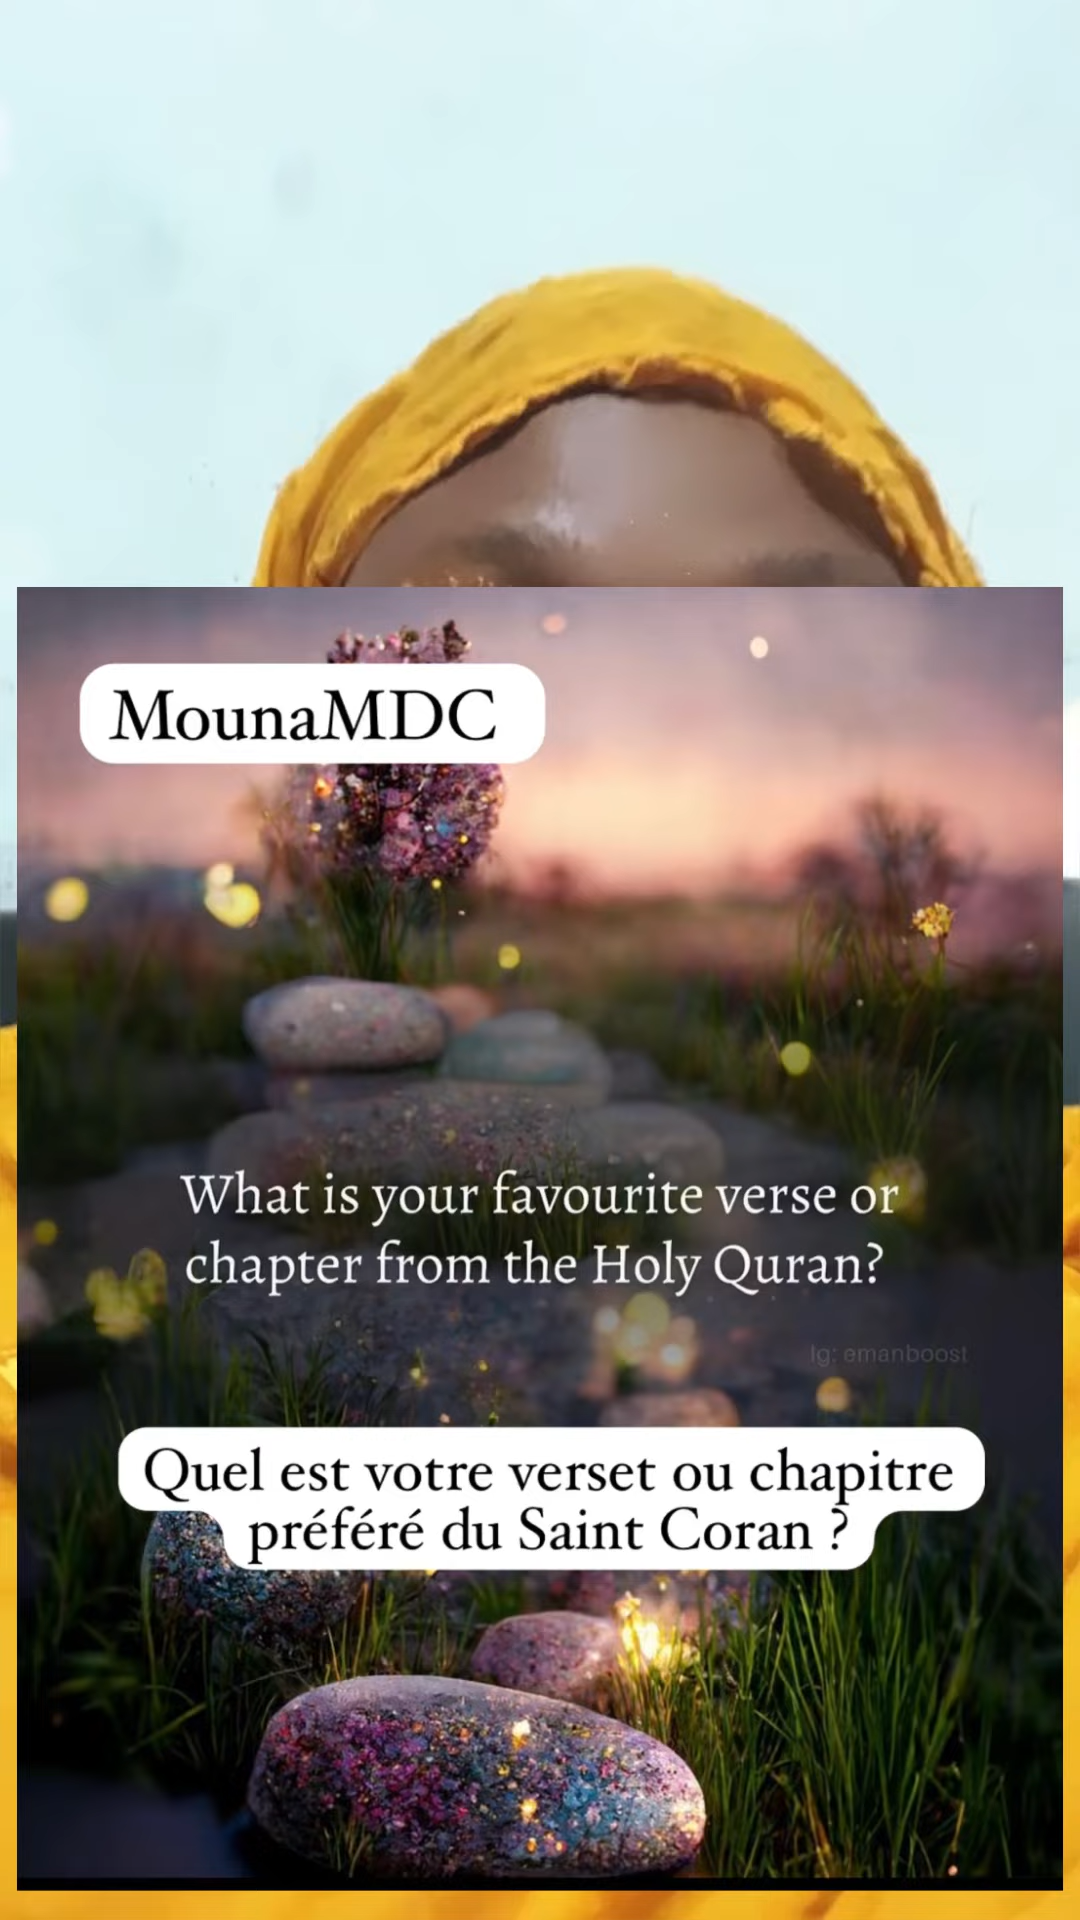 MounaMDC
What is your favourite verse or
chapter from the Holy Quran?
Ig: emanboost
Quel est votre verset ou chapitre
préféré du Saint Coran ?